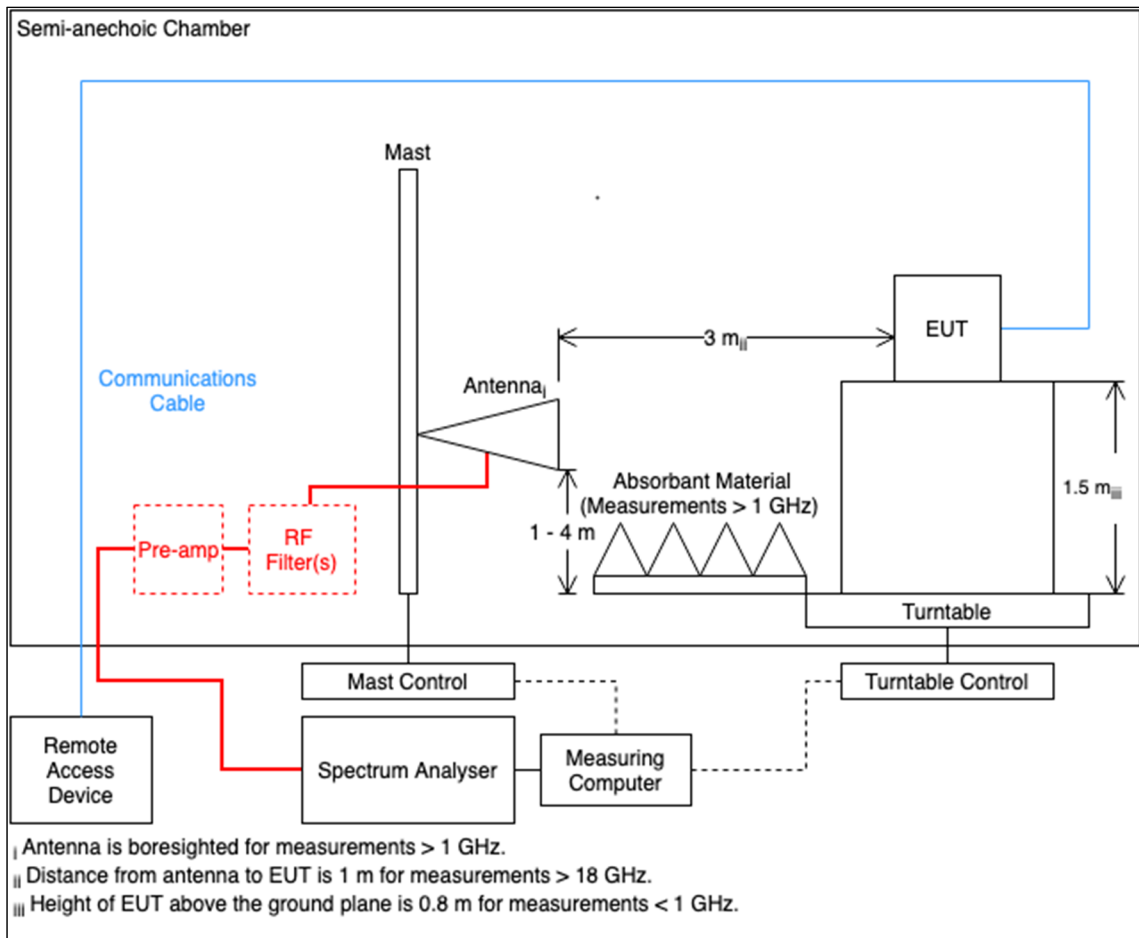 Semi-anechoic Chamber
Mast
EUT
3 m ii
Communications
Cable
Antenna i
Absorbant Material
(Measurements > 1 GHz)
1 - 4 m
1.5 m iii
Pre-amp
RF
Filter(s)
Turntable
Mast Control
Turntable Control
Remote
Access
Device
Spectrum Analyser
Measuring
Computer
i Antenna is boresighted for measurements > 1 GHz.
ii Distance from antenna to EUT is 1 m for measurements > 18 GHz.
iii Height of EUT above the ground plane is 0.8 m for measurements < 1 GHz.